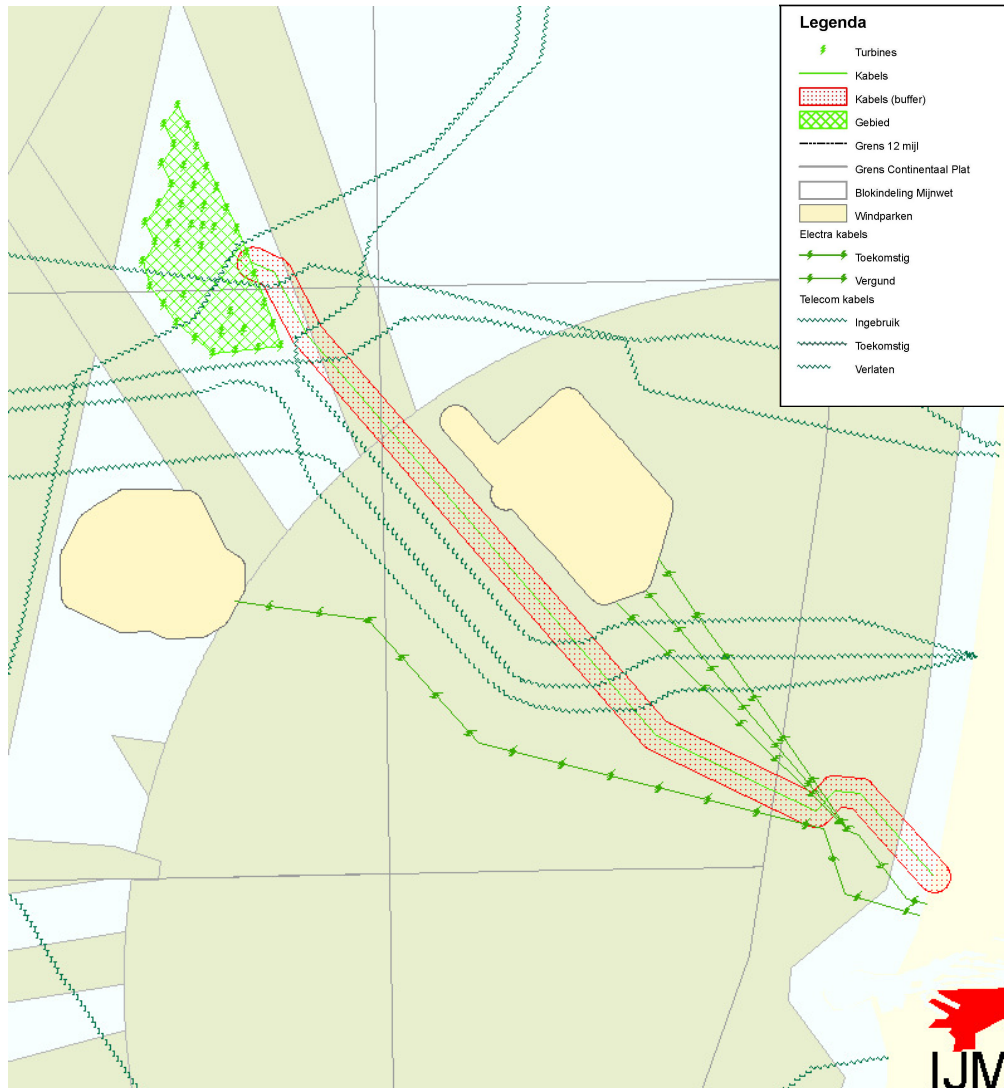 Legenda
Turbines
Kabels
Kabels (buffer)
Gebied
Grens 12 mijl
Grens Continentaal Plat
Blokindeling Mijnwet
Windparken
Electra kabels
Toekomstig
Vergund
Telecom kabels
Ingebruik
Toekomstig
Verlaten
IJM